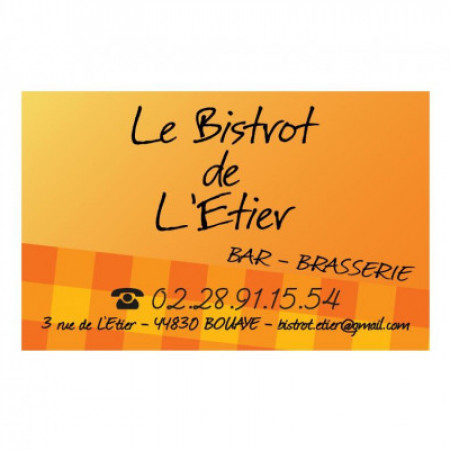 Le Bistrot
de
L'Etier
BAR - BRASSERIE
☎ 02.28.91.15.54
3 rue de L'Etier - 44830 BOUAYE - bistrot.etier@gmail.com